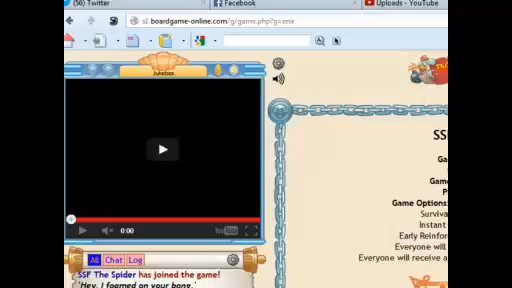 (56) Twitter
Facebook
Uploads - YouTube
s1.boardgame-online.com/g/game.php?g=ene
Jukebox
0:00
YouTube
All Chat Log
SSF The Spider has joined the game!
'Hey, I foamed on your bong.'
SSF
Ga
Game
P
Game Options:
Surviva
Instant
Early Reinfor
Everyone will
Everyone will receive a